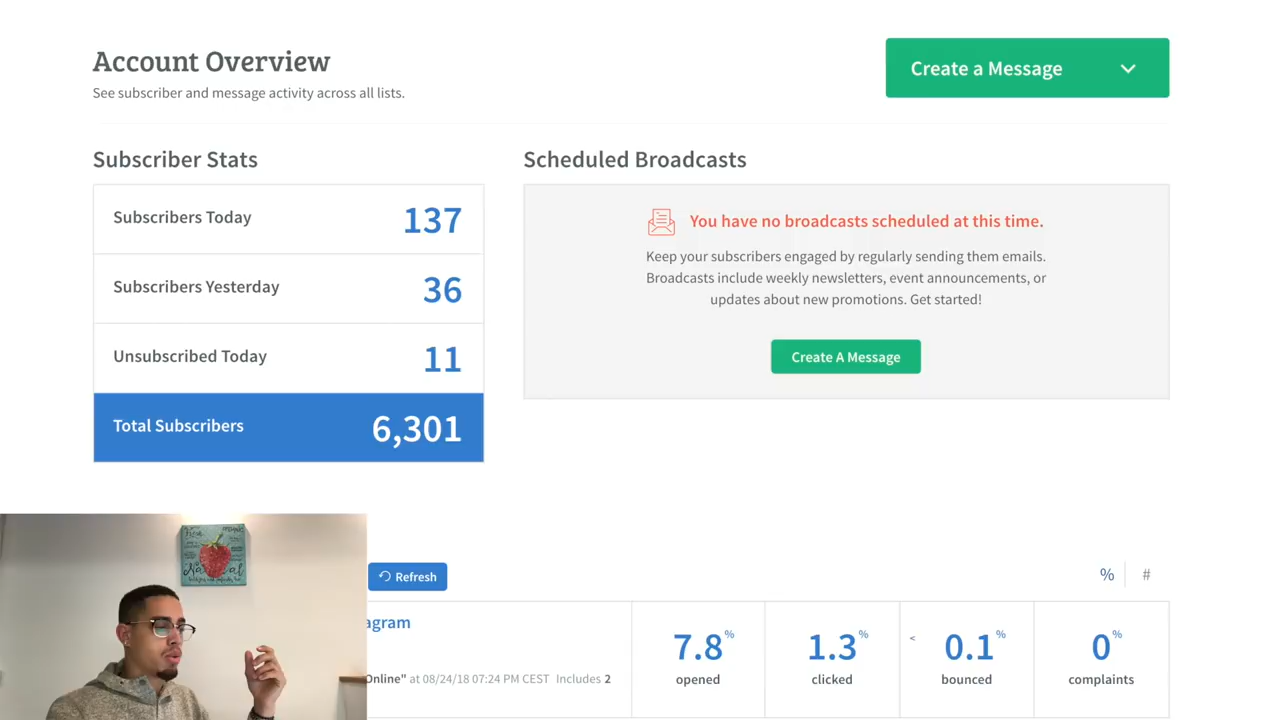 Account Overview
See subscriber and message activity across all lists.
Create a Message
Subscriber Stats
Subscribers Today 137
Subscribers Yesterday 36
Unsubscribed Today 11
Total Subscribers 6,301
Scheduled Broadcasts
You have no broadcasts scheduled at this time.
Keep your subscribers engaged by regularly sending them emails.
Broadcasts include weekly newsletters, event announcements, or
updates about new promotions. Get started!
Create A Message
Refresh
% #
agram
Online" at 08/24/18 07:24 PM CEST Includes 2
7.8 %
opened
1.3 %
clicked
< 0.1 %
bounced
0 %
complaints